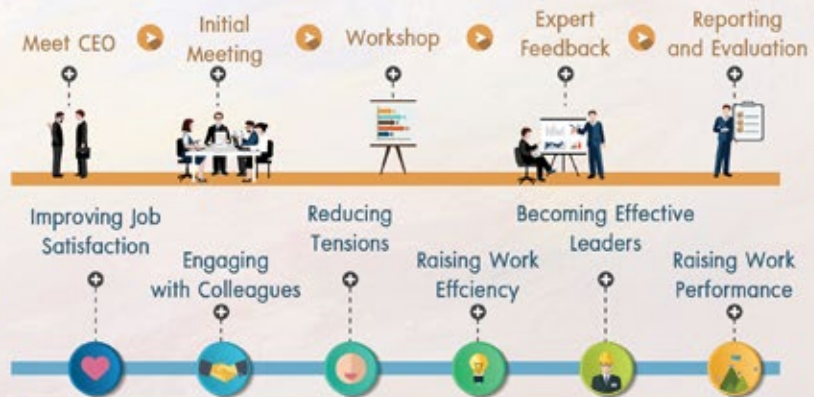 Meet CEO
Initial
Meeting
Workshop
Expert
Feedback
Reporting
and Evaluation
Improving Job
Satisfaction
Engaging
with Colleagues
Reducing
Tensions
Raising Work
Effciency
Becoming Effective
Leaders
Raising Work
Performance